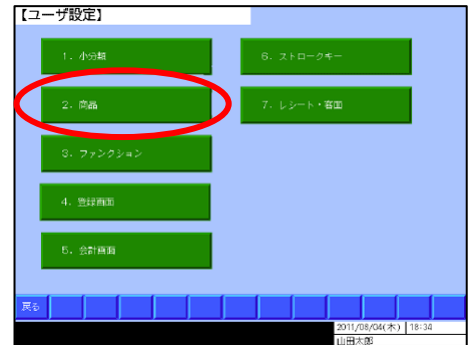 【ユーザ設定】
1. 小分類
2. 商品
3. ファンクション
4. 登録画面
5. 会計画面
6. ストロークキー
7. レシート・客面
戻る
2011/08/04(木) 18:34
山田太郎